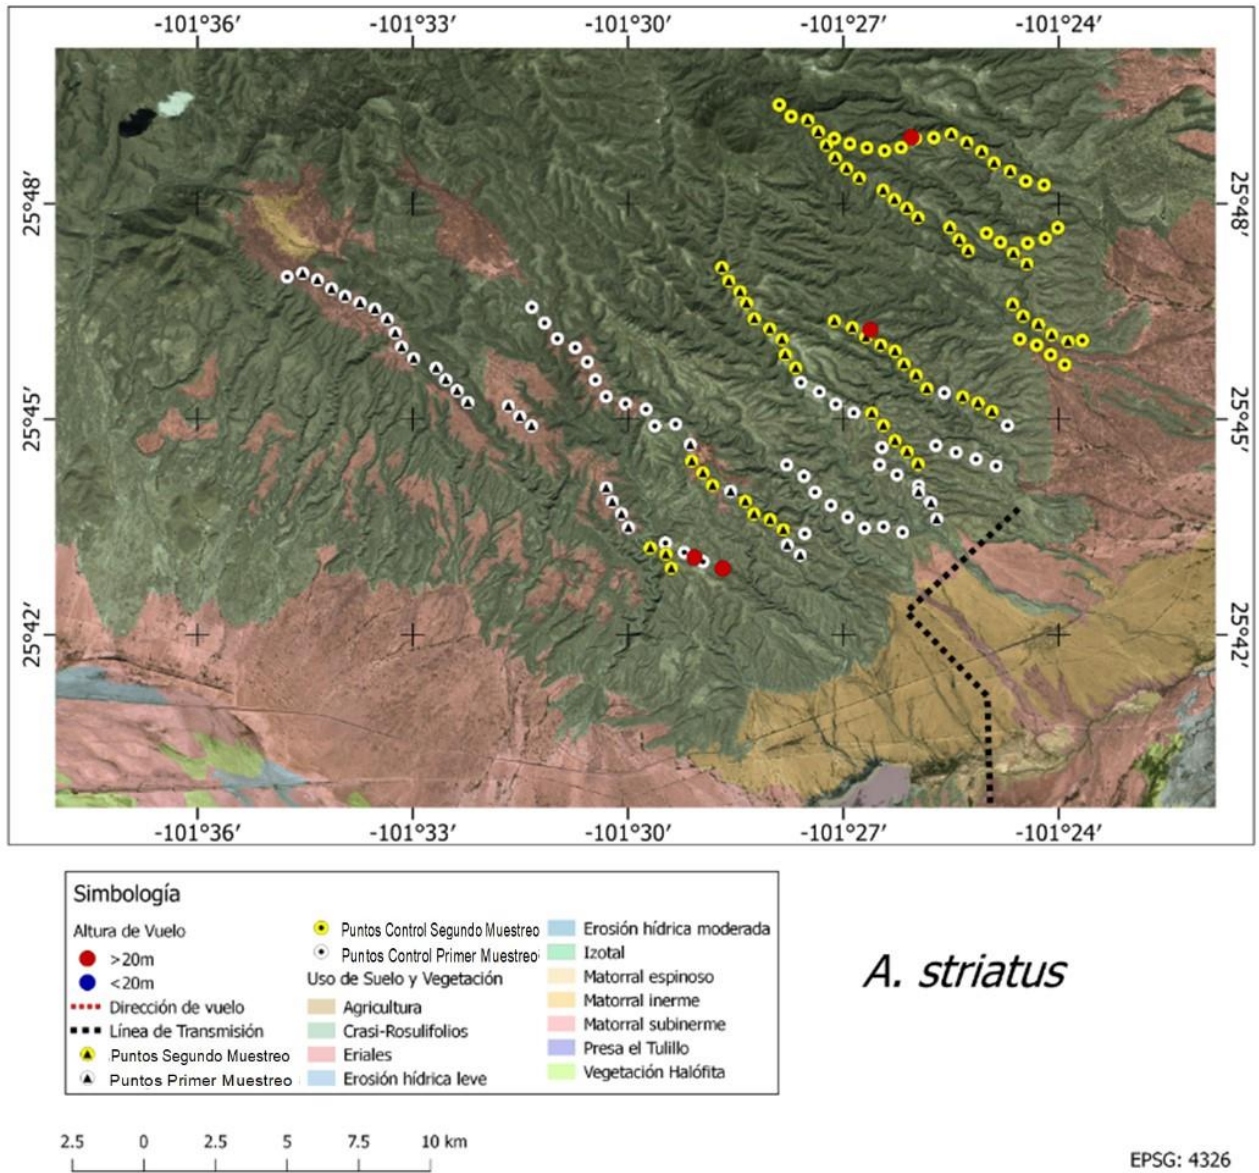 -101°36′ -101°33′ -101°30′ -101°27′ -101°24′
25°48′ 25°48′
25°45′ 25°45′
25°42′ 25°42′
-101°36′ -101°33′ -101°30′ -101°27′ -101°24′
Simbología
Altura de Vuelo
>20m
<20m
Dirección de vuelo
Línea de Transmisión
Puntos Segundo Muestreo
Puntos Primer Muestreo
Puntos Control Segundo Muestreo
Puntos Control Primer Muestreo
Uso de Suelo y Vegetación
Agricultura
Crasi-Rosulifolios
Eriales
Erosión hídrica leve
Erosión hídrica moderada
Izotal
Matorral espinoso
Matorral inerme
Matorral subinerme
Presa el Tulillo
Vegetación Halófita
A. striatus
2.5 0 2.5 5 7.5 10 km
EPSG: 4326